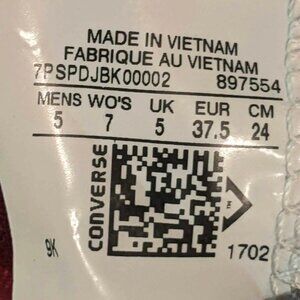 MADE IN VIETNAM
FABRIQUE AU VIETNAM
7PSPDJBK00002 897554
MENS WO'S UK EUR CM
5 7 5 37.5 24
CONVERSE
9K 1702